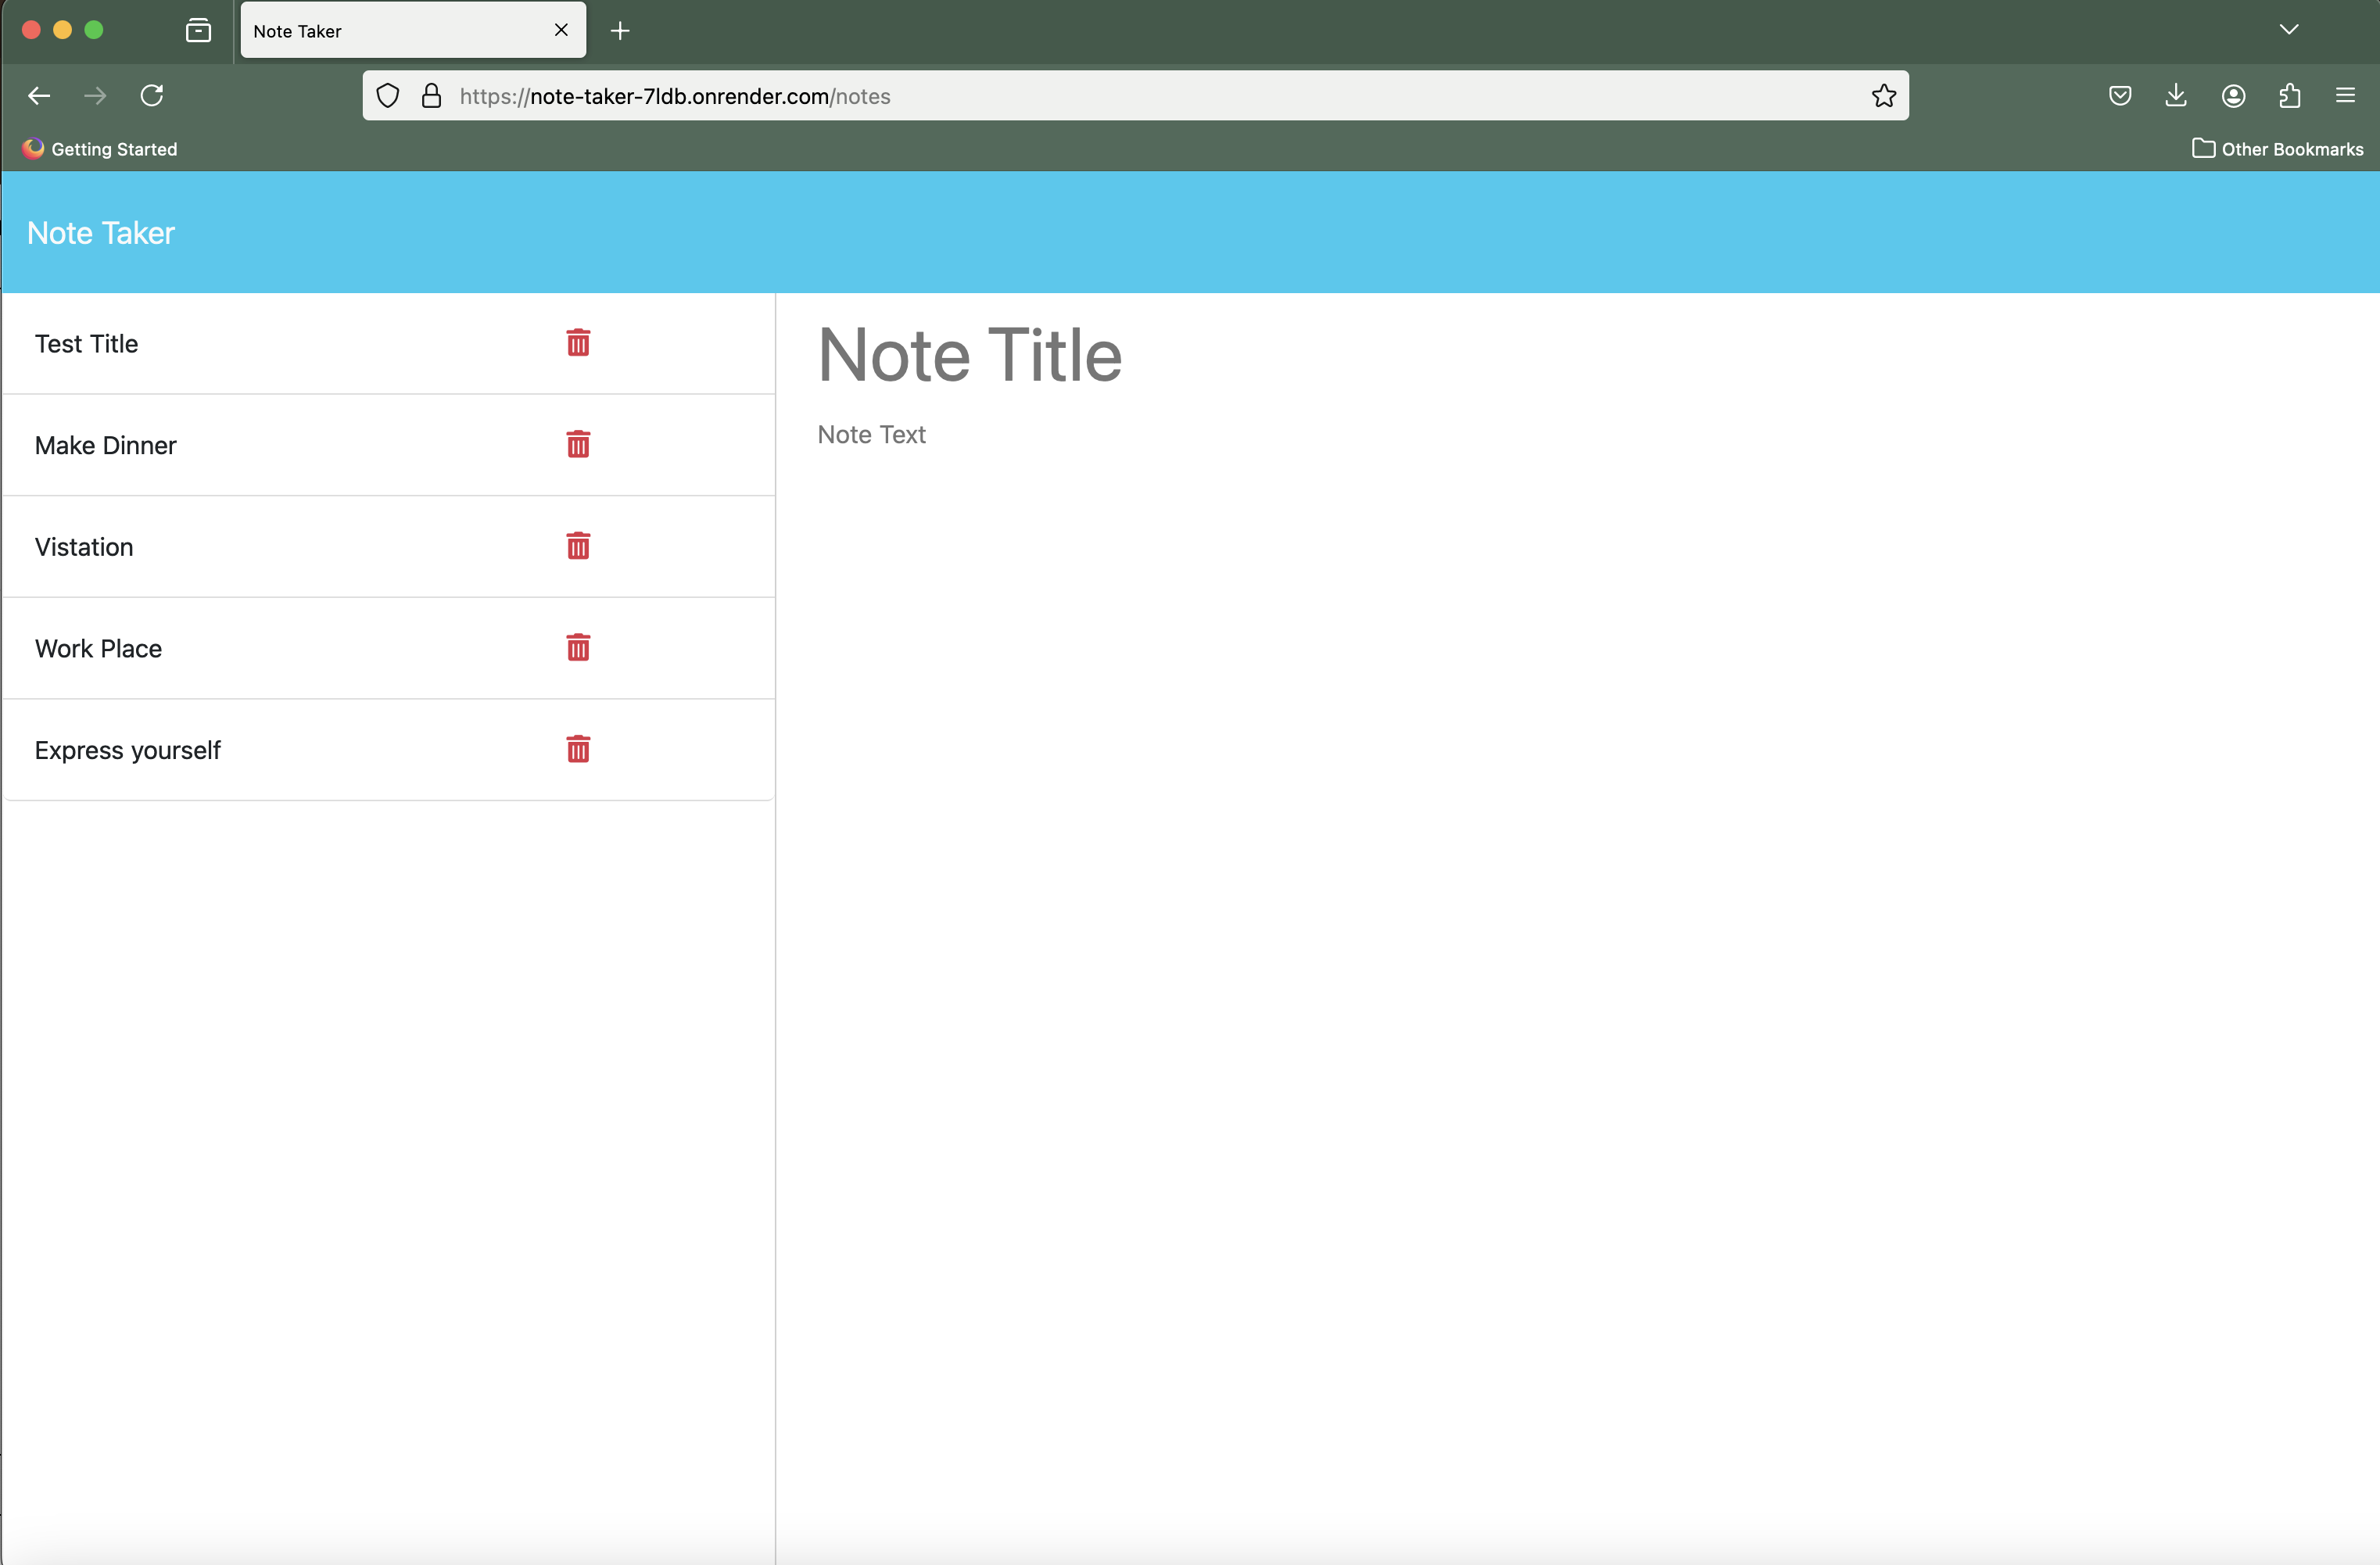 Note Taker
https://note-taker-7ldb.onrender.com/notes
Getting Started
Other Bookmarks
Note Taker
Test Title
Make Dinner
Vistation
Work Place
Express yourself
Note Title
Note Text